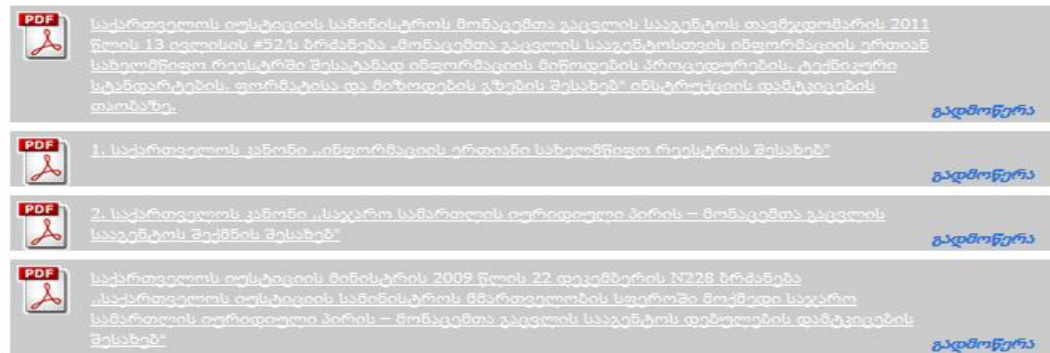 PDF
საქართველოს იუსტიციის სამინისტროს მონაცემთა გაცვლის სააგენტოს თავმჯდომარის 2011
წლის 13 ივლისის #52/ს ბრძანება „მონაცემთა გაცვლის სააგენტოსთვის ინფორმაციის ერთიან
სახელმწიფო რეესტრში შესატანად ინფორმაციის მიწოდების პროცედურების, ტექნიკური
სტანდარტების, ფორმატისა და მიზოდების გზების შესახებ“ ინსტრუქციის დამტკიცების
თაობაზე.
გადმოწერა
PDF
1. საქართველოს კანონი ,,ინფორმაციის ერთიანი სახელმწიფო რეესტრის შესახებ”
გადმოწერა
PDF
2. საქართველოს კანონი ,,საჯარო სამართლის იურიდიული პირის – მონაცემთა გაცვლის
სააგენტოს შექმნის შესახებ”
გადმოწერა
PDF
საქართველოს იუსტიციის მინისტრის 2009 წლის 22 დეკემბერის N228 ბრძანება
,,საქართველოს იუსტიციის სანინისტროს მმართველობის სფეროში მოქმედი საჯარო
სამართლის იურიდიული პირის – მონაცემთა გაცვლის სააგენტოს დებულების დამტკიცების
შესახებ“
გადმოწერა